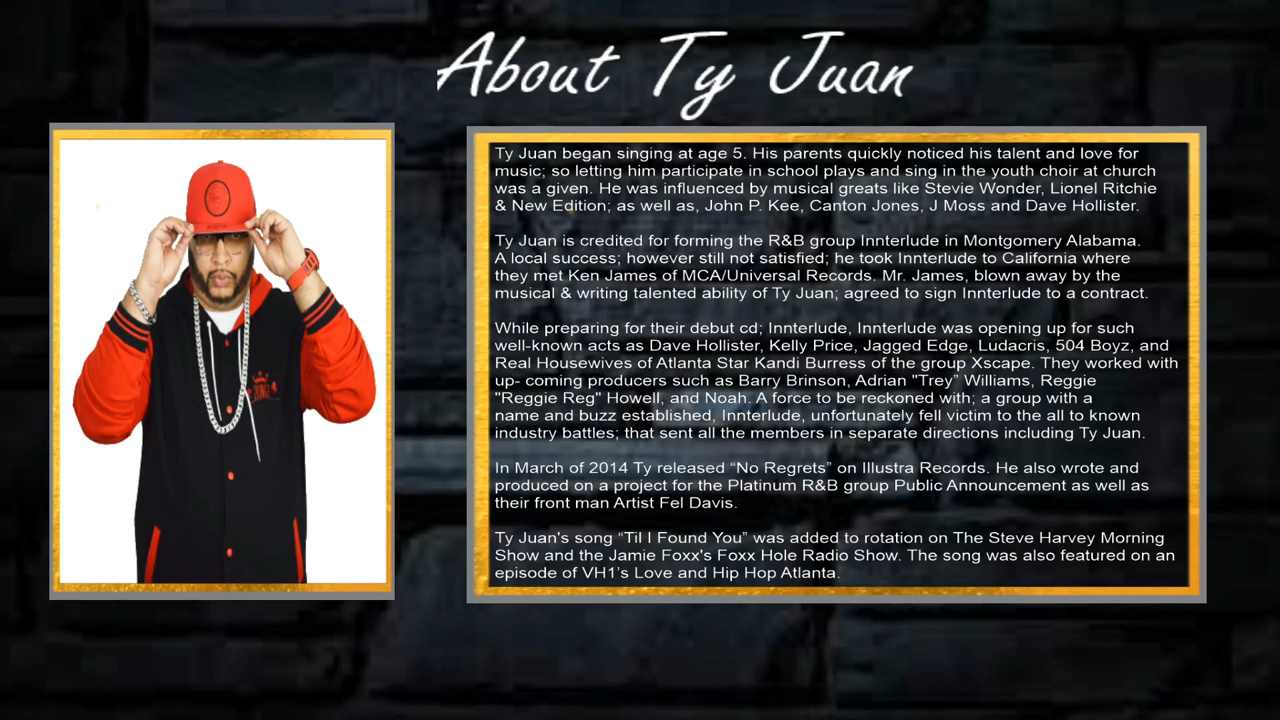 About Ty Juan
Ty Juan began singing at age 5. His parents quickly noticed his talent and love for
music; so letting him participate in school plays and sing in the youth choir at church
was a given. He was influenced by musical greats like Stevie Wonder, Lionel Ritchie
& New Edition; as well as, John P. Kee, Canton Jones, J Moss and Dave Hollister.
Ty Juan is credited for forming the R&B group Innterlude in Montgomery Alabama.
A local success; however still not satisfied; he took Innterlude to California where
they met Ken James of MCA/Universal Records. Mr. James, blown away by the
musical & writing talented ability of Ty Juan; agreed to sign Innterlude to a contract.
While preparing for their debut cd; Innterlude, Innterlude was opening up for such
well-known acts as Dave Hollister, Kelly Price, Jagged Edge, Ludacris, 504 Boyz, and
Real Housewives of Atlanta Star Kandi Burress of the group Xscape. They worked with
up- coming producers such as Barry Brinson, Adrian "Trey” Williams, Reggie
"Reggie Reg" Howell, and Noah. A force to be reckoned with; a group with a
name and buzz established, Innterlude, unfortunately fell victim to the all to known
industry battles; that sent all the members in separate directions including Ty Juan.
In March of 2014 Ty released “No Regrets” on Illustra Records. He also wrote and
produced on a project for the Platinum R&B group Public Announcement as well as
their front man Artist Fel Davis.
Ty Juan's song “Til I Found You” was added to rotation on The Steve Harvey Morning
Show and the Jamie Foxx's Foxx Hole Radio Show. The song was also featured on an
episode of VH1’s Love and Hip Hop Atlanta.